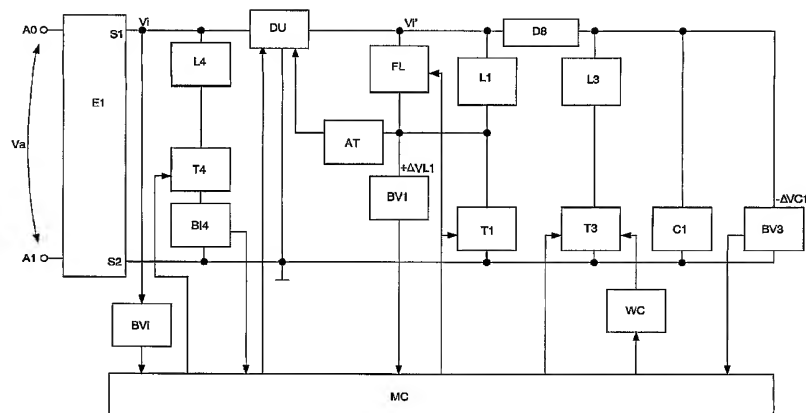 A0
Vi
S1
DU
Vi'
D8
L4
FL
L1
L3
E1
Va
AT
T4
+ΔVL1
-ΔVC1
BV1
BI4
T1
T3
C1
BV3
A1
S2
BVi
WC
MC